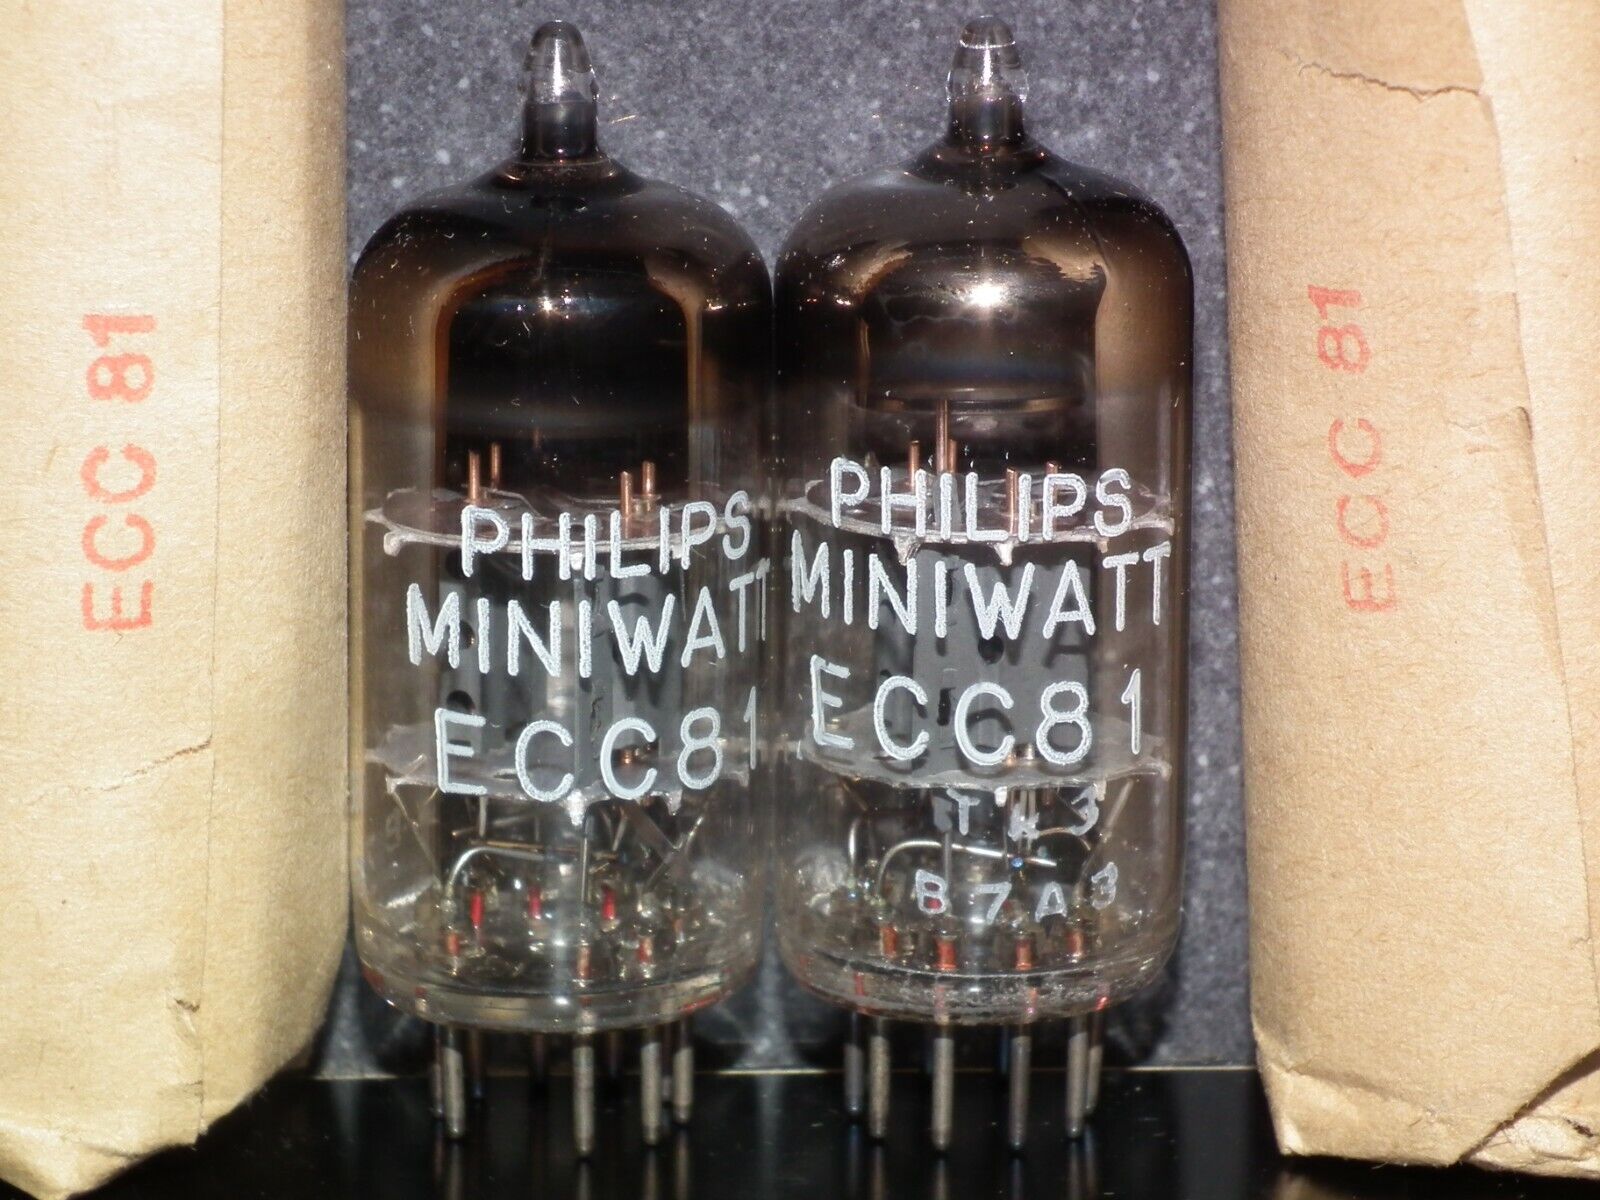 ECC 81
PHILIPS
MINIWATT
ECC81
PHILIPS
MINIWATT
ECC81
B7A3
ECC 81